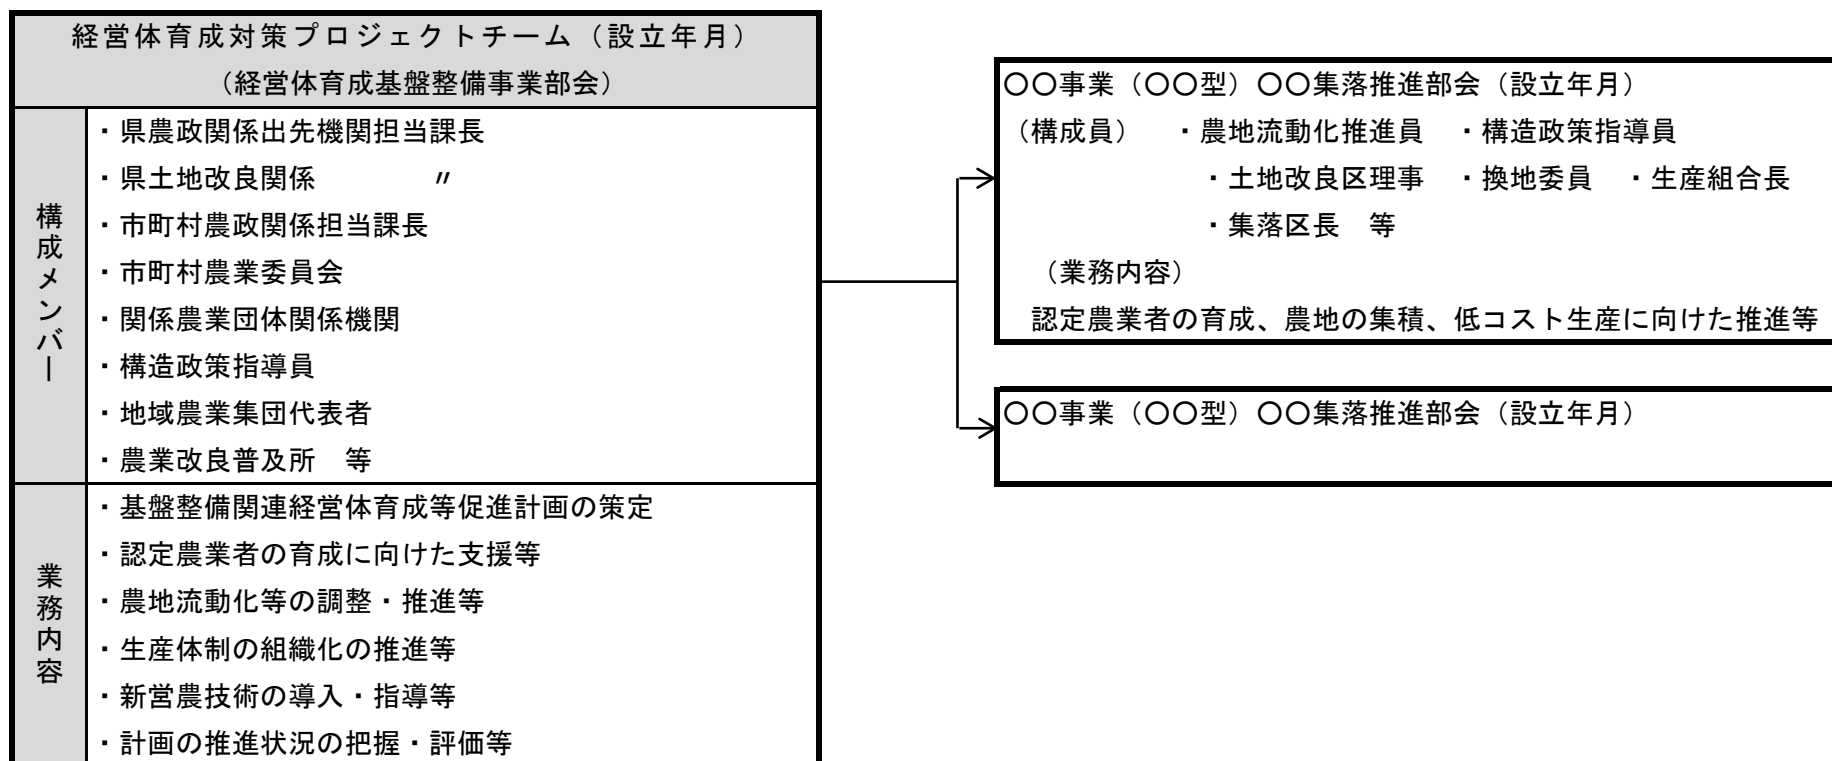 経営体育成対策プロジェクトチーム（設立年月）
（経営体育成基盤整備事業部会）
構成メンバー
・県農政関係出先機関担当課長
・県土地改良関係　　　　〃
・市町村農政関係担当課長
・市町村農業委員会
・関係農業団体関係機関
・構造政策指導員
・地域農業集団代表者
・農業改良普及所　等
業務内容
・基盤整備関連経営体育成等促進計画の策定
・認定農業者の育成に向けた支援等
・農地流動化等の調整・推進等
・生産体制の組織化の推進等
・新営農技術の導入・指導等
・計画の推進状況の把握・評価等
〇〇事業（〇〇型）〇〇集落推進部会（設立年月）
（構成員）　・農地流動化推進員　・構造政策指導員
・土地改良区理事　・換地委員　・生産組合長
・集落区長　等
（業務内容）
認定農業者の育成、農地の集積、低コスト生産に向けた推進等
〇〇事業（〇〇型）〇〇集落推進部会（設立年月）